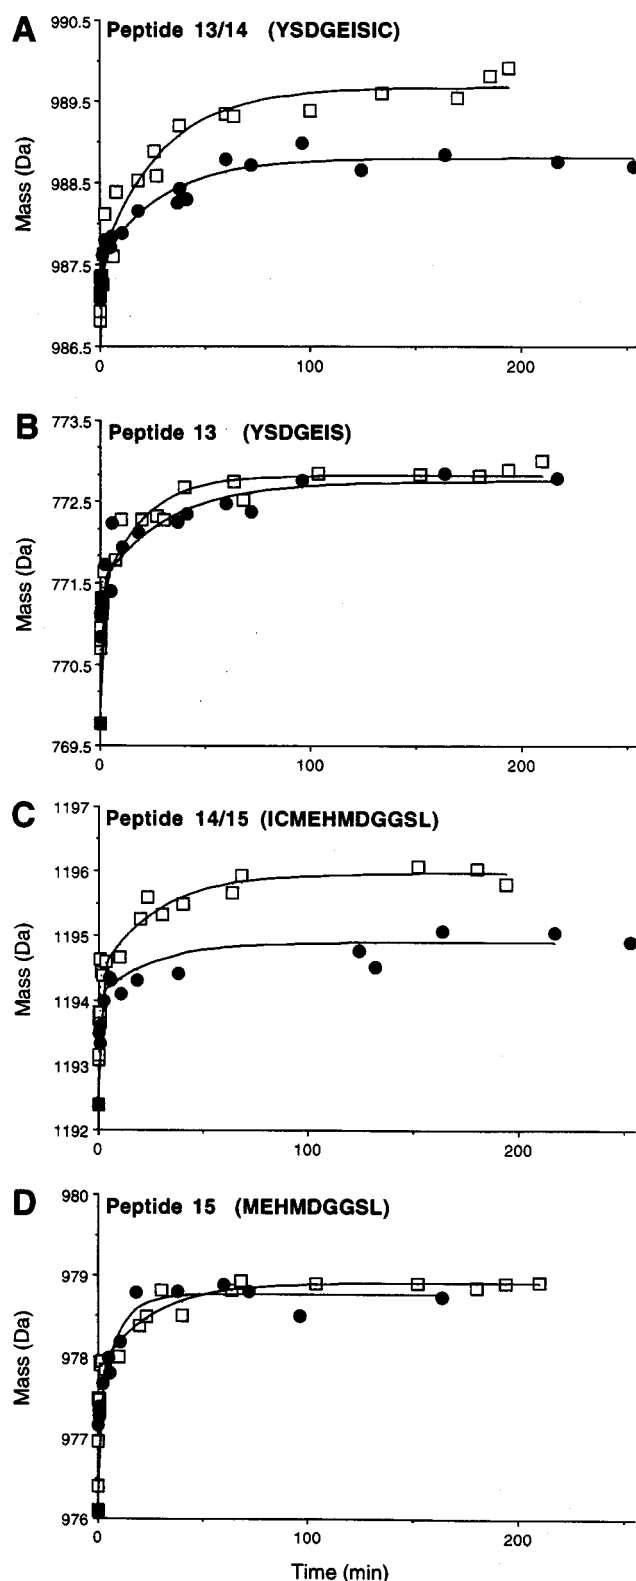 A Peptide 13/14 (YSDGEISIC)
990.5
989.5
988.5
987.5
986.5
Mass (Da)
0 100 200
B Peptide 13 (YSDGEIS)
773.5
772.5
771.5
770.5
769.5
Mass (Da)
0 100 200
C Peptide 14/15 (ICMEHMDGGSL)
1197
1196
1195
1194
1193
1192
Mass (Da)
0 100 200
D Peptide 15 (MEHMDGGSL)
980
979
978
977
976
Mass (Da)
0 100 200
Time (min)